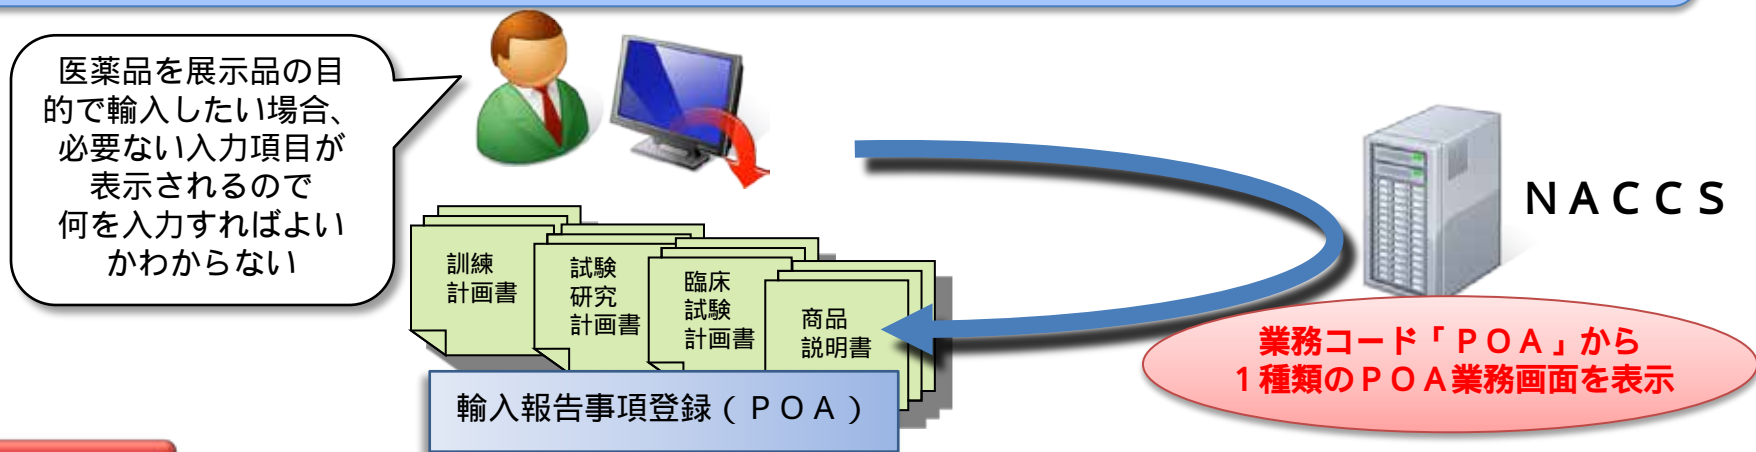 医薬品を展示品の目
的で輸入したい場合、
必要ない入力項目が
表示されるので
何を入力すればよい
かわからない
訓練
計画書
試験
研究
計画書
臨床
試験
計画書
商品
説明書
輸入報告事項登録（ＰＯＡ）
ＮＡＣＣＳ
業務コード「ＰＯＡ」から
１種類のＰＯＡ業務画面を表示